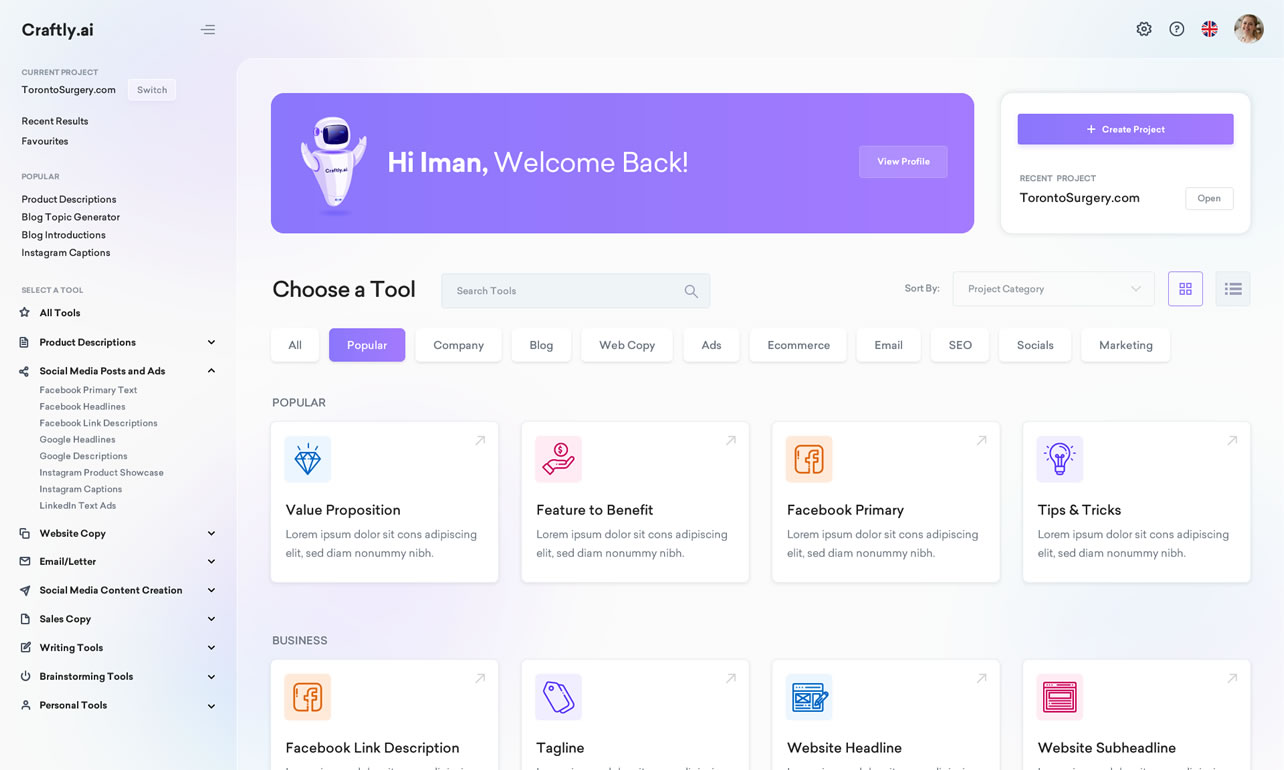 Craftly.ai
CURRENT PROJECT
TorontoSurgery.com
Switch
Recent Results
Favourites
POPULAR
Product Descriptions
Blog Topic Generator
Blog Introductions
Instagram Captions
SELECT A TOOL
All Tools
Product Descriptions
Social Media Posts and Ads
Facebook Primary Text
Facebook Headlines
Facebook Link Descriptions
Google Headlines
Google Descriptions
Instagram Product Showcase
Instagram Captions
LinkedIn Text Ads
Website Copy
Email/Letter
Social Media Content Creation
Sales Copy
Writing Tools
Brainstorming Tools
Personal Tools
Craftly.ai
Hi Iman, Welcome Back!
View Profile
+ Create Project
RECENT PROJECT
TorontoSurgery.com
Open
Choose a Tool
Search Tools
Sort By:
Project Category
All
Popular
Company
Blog
Web Copy
Ads
Ecommerce
Email
SEO
Socials
Marketing
POPULAR
Value Proposition
Lorem ipsum dolor sit cons adipiscing
elit, sed diam nonummy nibh.
Feature to Benefit
Lorem ipsum dolor sit cons adipiscing
elit, sed diam nonummy nibh.
Facebook Primary
Lorem ipsum dolor sit cons adipiscing
elit, sed diam nonummy nibh.
Tips & Tricks
Lorem ipsum dolor sit cons adipiscing
elit, sed diam nonummy nibh.
BUSINESS
Facebook Link Description
Tagline
Website Headline
Website Subheadline